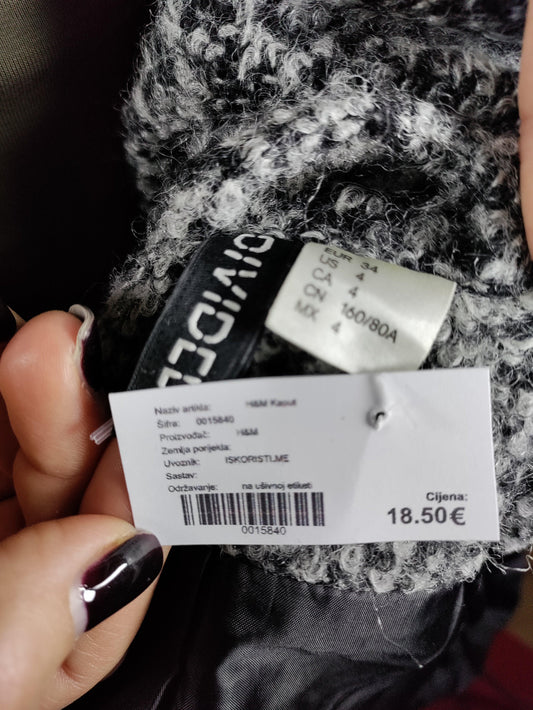 DIVIDED
EUR 34
US 4
CA 4
CN 160/80A
MX 4
Naziv artikla: H&M Kaput
Šifra: 0015840
Proizvođač: H&M
Zemlja porijekla:
Uvoznik: ISKORISTI.ME
Sastav:
Održavanje: na ušivnoj etiketi
0015840
Cijena:
18.50€